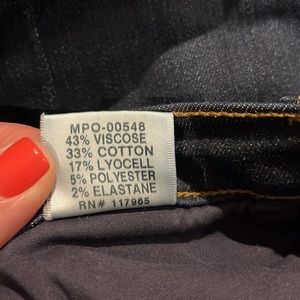 MPO-00548
43% VISCOSE
33% COTTON
17% LYOCELL
5% POLYESTER
2% ELASTANE
RN# 117965